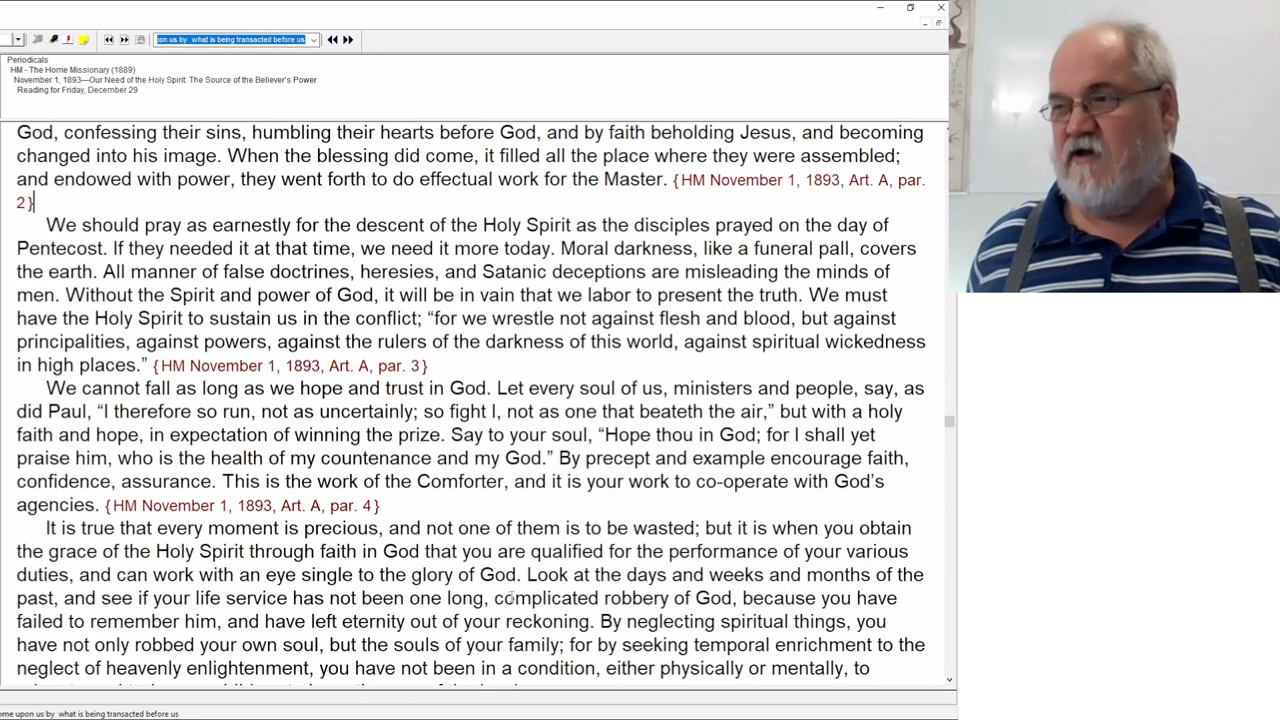 on us by  what is being transacted before us
Periodicals
HM - The Home Missionary (1889)
November 1, 1893—Our Need of the Holy Spirit: The Source of the Believer's Power
Reading for Friday, December 29
God, confessing their sins, humbling their hearts before God, and by faith beholding Jesus, and becoming
changed into his image. When the blessing did come, it filled all the place where they were assembled;
and endowed with power, they went forth to do effectual work for the Master. {HM November 1, 1893, Art. A, par.
2}
We should pray as earnestly for the descent of the Holy Spirit as the disciples prayed on the day of
Pentecost. If they needed it at that time, we need it more today. Moral darkness, like a funeral pall, covers
the earth. All manner of false doctrines, heresies, and Satanic deceptions are misleading the minds of
men. Without the Spirit and power of God, it will be in vain that we labor to present the truth. We must
have the Holy Spirit to sustain us in the conflict; “for we wrestle not against flesh and blood, but against
principalities, against powers, against the rulers of the darkness of this world, against spiritual wickedness
in high places.” {HM November 1, 1893, Art. A, par. 3}
We cannot fall as long as we hope and trust in God. Let every soul of us, ministers and people, say, as
did Paul, “I therefore so run, not as uncertainly; so fight I, not as one that beateth the air,” but with a holy
faith and hope, in expectation of winning the prize. Say to your soul, “Hope thou in God; for I shall yet
praise him, who is the health of my countenance and my God.” By precept and example encourage faith,
confidence, assurance. This is the work of the Comforter, and it is your work to co-operate with God’s
agencies. {HM November 1, 1893, Art. A, par. 4}
It is true that every moment is precious, and not one of them is to be wasted; but it is when you obtain
the grace of the Holy Spirit through faith in God that you are qualified for the performance of your various
duties, and can work with an eye single to the glory of God. Look at the days and weeks and months of the
past, and see if your life service has not been one long, complicated robbery of God, because you have
failed to remember him, and have left eternity out of your reckoning. By neglecting spiritual things, you
have not only robbed your own soul, but the souls of your family; for by seeking temporal enrichment to the
neglect of heavenly enlightenment, you have not been in a condition, either physically or mentally, to
ome upon us by  what is being transacted before us